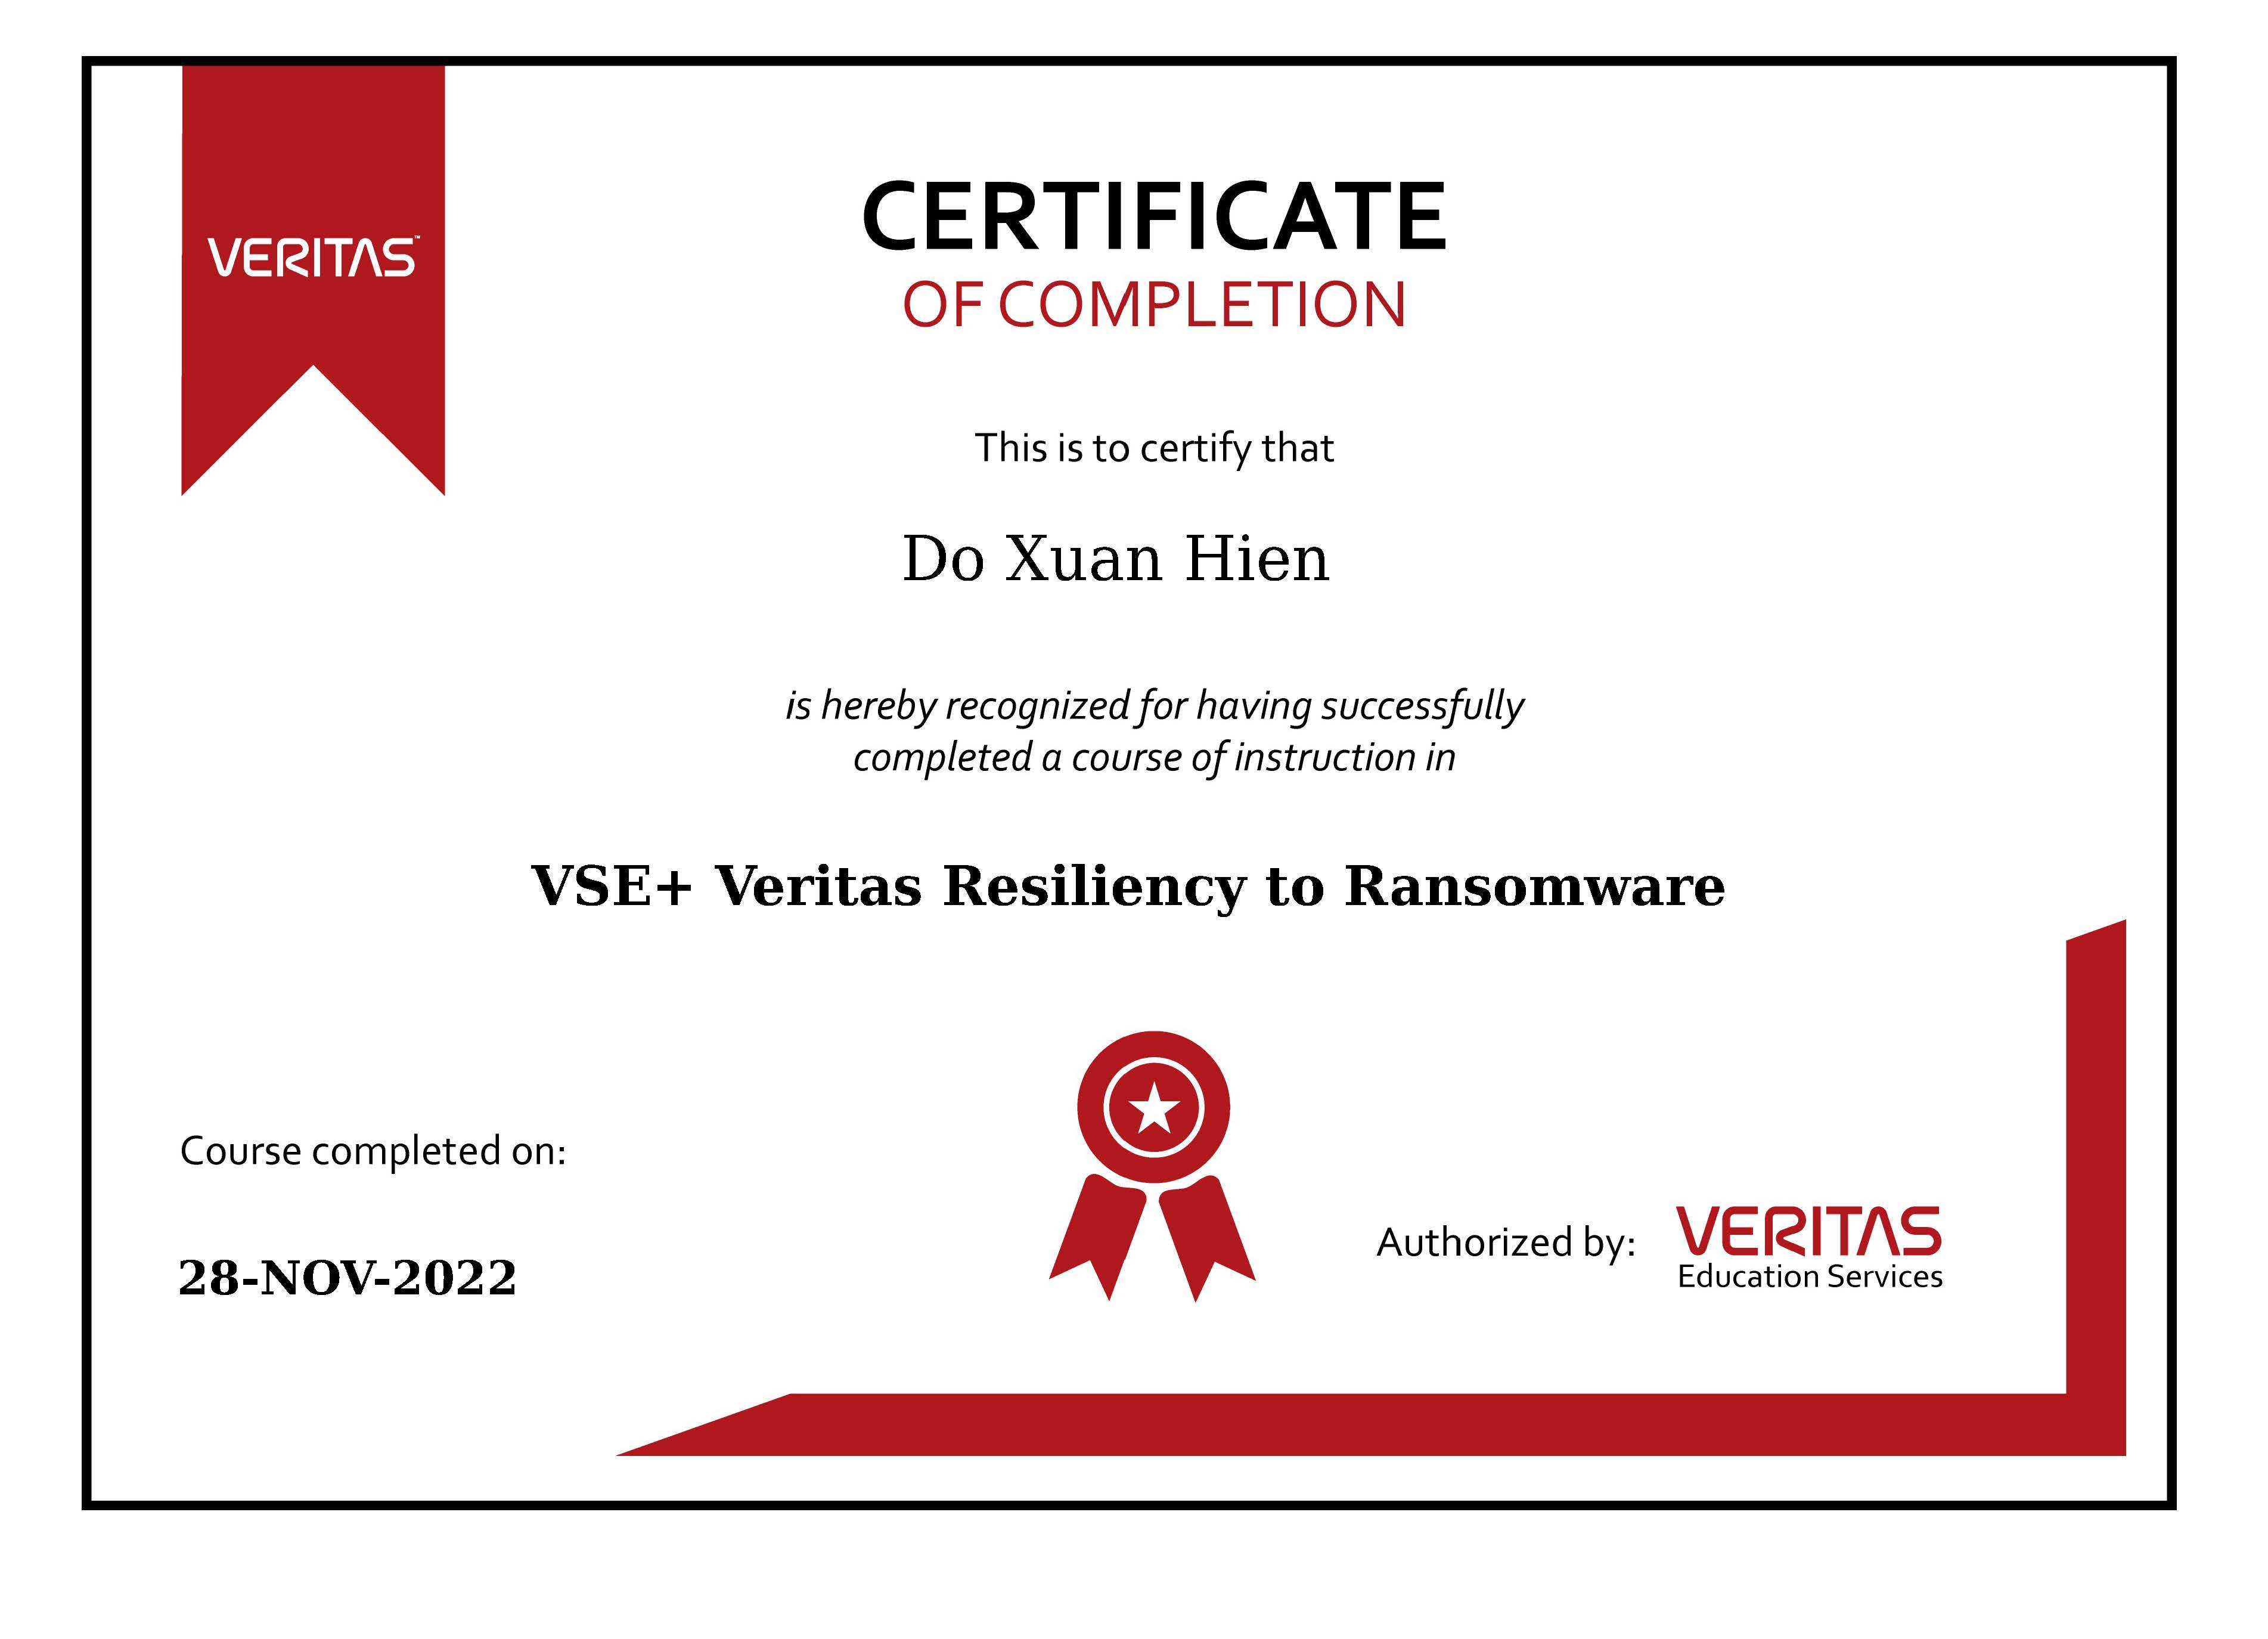 VERITAS™
CERTIFICATE
OF COMPLETION
This is to certify that
Do Xuan Hien
is hereby recognized for having successfully
completed a course of instruction in
VSE+ Veritas Resiliency to Ransomware
Course completed on:
28-NOV-2022
Authorized by:
VERITAS
Education Services